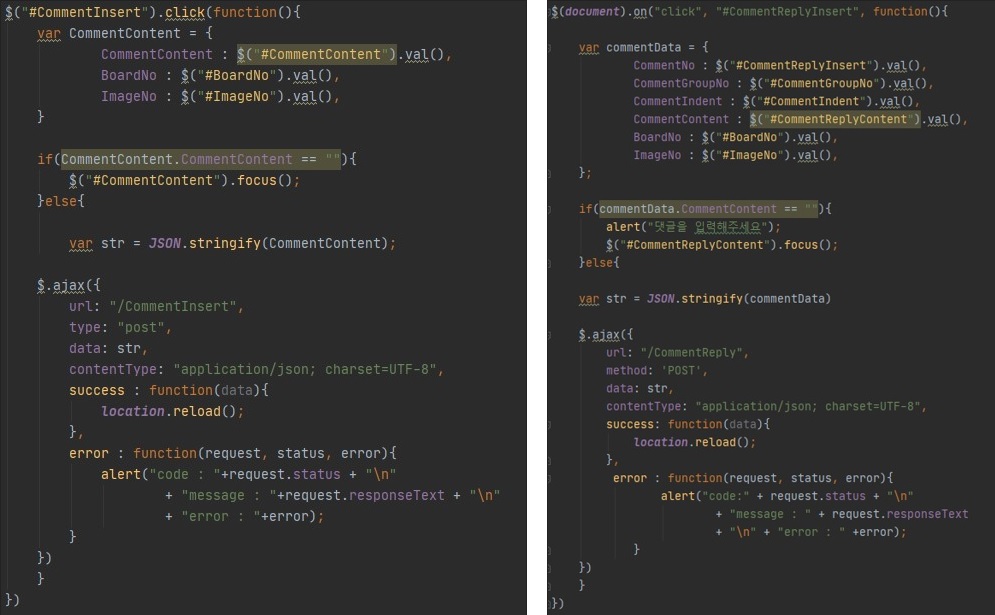 $("#CommentInsert").click(function(){
var CommentContent = {
CommentContent : $("#CommentContent").val(),
BoardNo : $("#BoardNo").val(),
ImageNo : $("#ImageNo").val(),
}
if(CommentContent.CommentContent == ""){
$("#CommentContent").focus();
}else{
var str = JSON.stringify(CommentContent);
$.ajax({
url: "/CommentInsert",
type: "post",
data: str,
contentType: "application/json; charset=UTF-8",
success : function(data){
location.reload();
},
error : function(request, status, error){
alert("code : "+request.status + "\n"
+ "message : "+request.responseText + "\n"
+ "error : "+error);
}
})
}
})
$(document).on("click", "#CommentReplyInsert", function(){
var commentData = {
CommentNo : $("#CommentReplyInsert").val(),
CommentGroupNo : $("#CommentGroupNo").val(),
CommentIndent : $("#CommentIndent").val(),
CommentContent : $("#CommentReplyContent").val(),
BoardNo : $("#BoardNo").val(),
ImageNo : $("#ImageNo").val(),
};
if(commentData.CommentContent == ""){
alert("댓글을 입력해주세요");
$("#CommentReplyContent").focus();
}else{
var str = JSON.stringify(commentData)
$.ajax({
url: "/CommentReply",
method: 'POST',
data: str,
contentType: "application/json; charset=UTF-8",
success: function(data){
location.reload();
},
error : function(request, status, error){
alert("code:" + request.status + "\n"
+ "message : " + request.responseText
+ "\n" + "error : " +error);
}
})
}
})